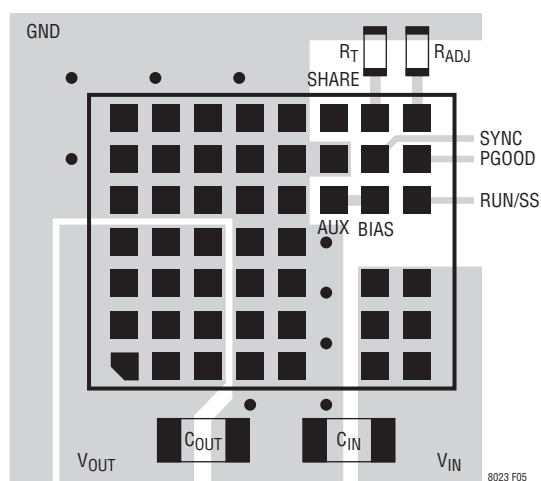 GND
RT
RADJ
SHARE
SYNC
PGOOD
RUN/SS
AUX BIAS
COUT
CIN
VOUT
VIN
8023 F05